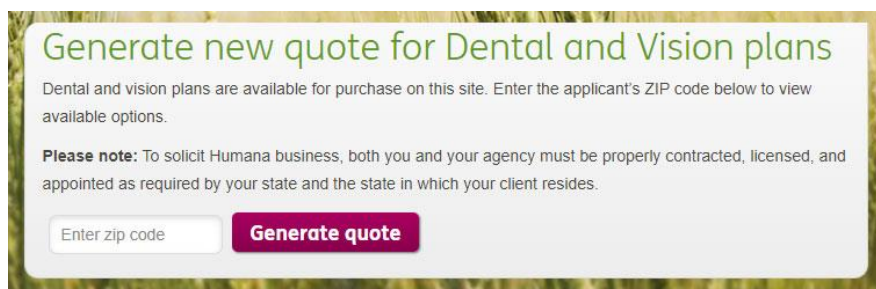 Generate new quote for Dental and Vision plans
Dental and vision plans are available for purchase on this site. Enter the applicant's ZIP code below to view
available options.
Please note: To solicit Humana business, both you and your agency must be properly contracted, licensed, and
appointed as required by your state and the state in which your client resides.
Enter zip code Generate quote